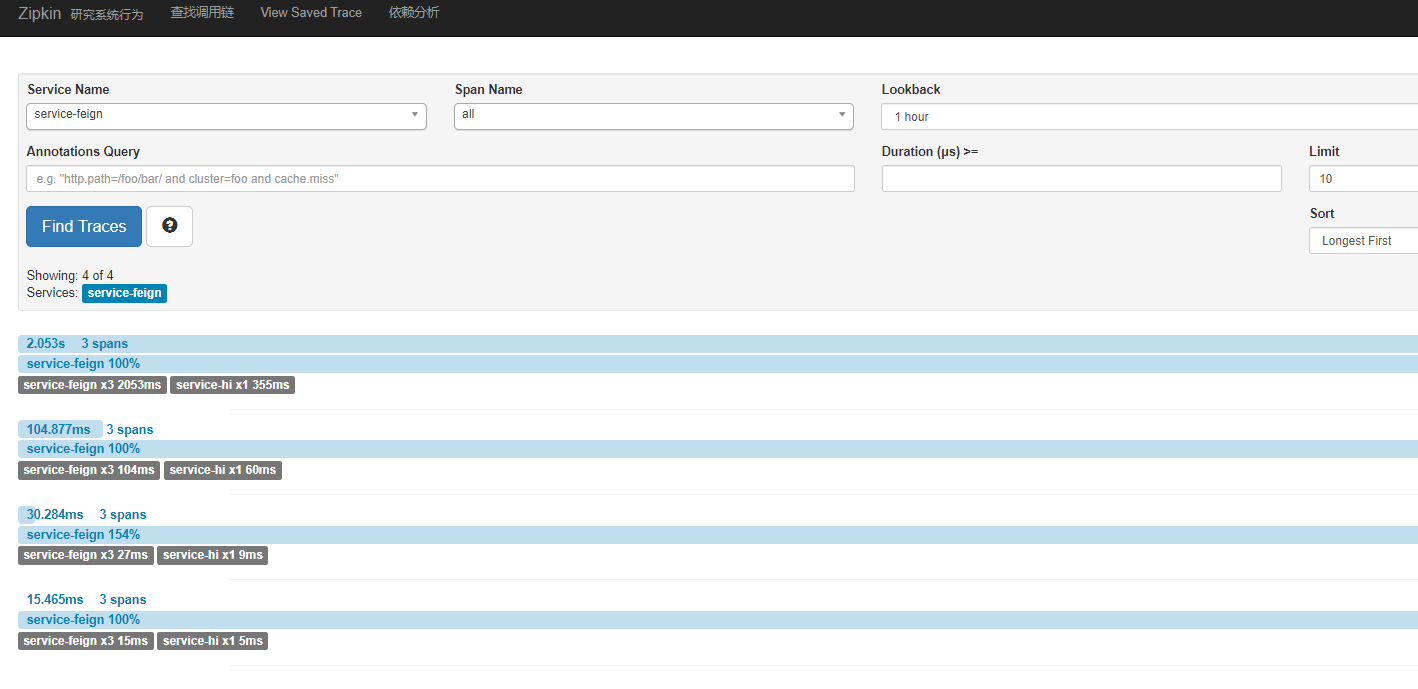 Zipkin 研究系统行为 查找调用链 View Saved Trace 依赖分析
Service Name Span Name Lookback
service-feign all 1 hour
Annotations Query Duration (μs) >= Limit
e.g. "http.path=/foo/bar/ and cluster=foo and cache.miss" 10
Find Traces
Sort
Longest First
Showing: 4 of 4
Services: service-feign
2.053s 3 spans
service-feign 100%
service-feign x3 2053ms service-hi x1 355ms
104.877ms 3 spans
service-feign 100%
service-feign x3 104ms service-hi x1 60ms
30.284ms 3 spans
service-feign 154%
service-feign x3 27ms service-hi x1 9ms
15.465ms 3 spans
service-feign 100%
service-feign x3 15ms service-hi x1 5ms